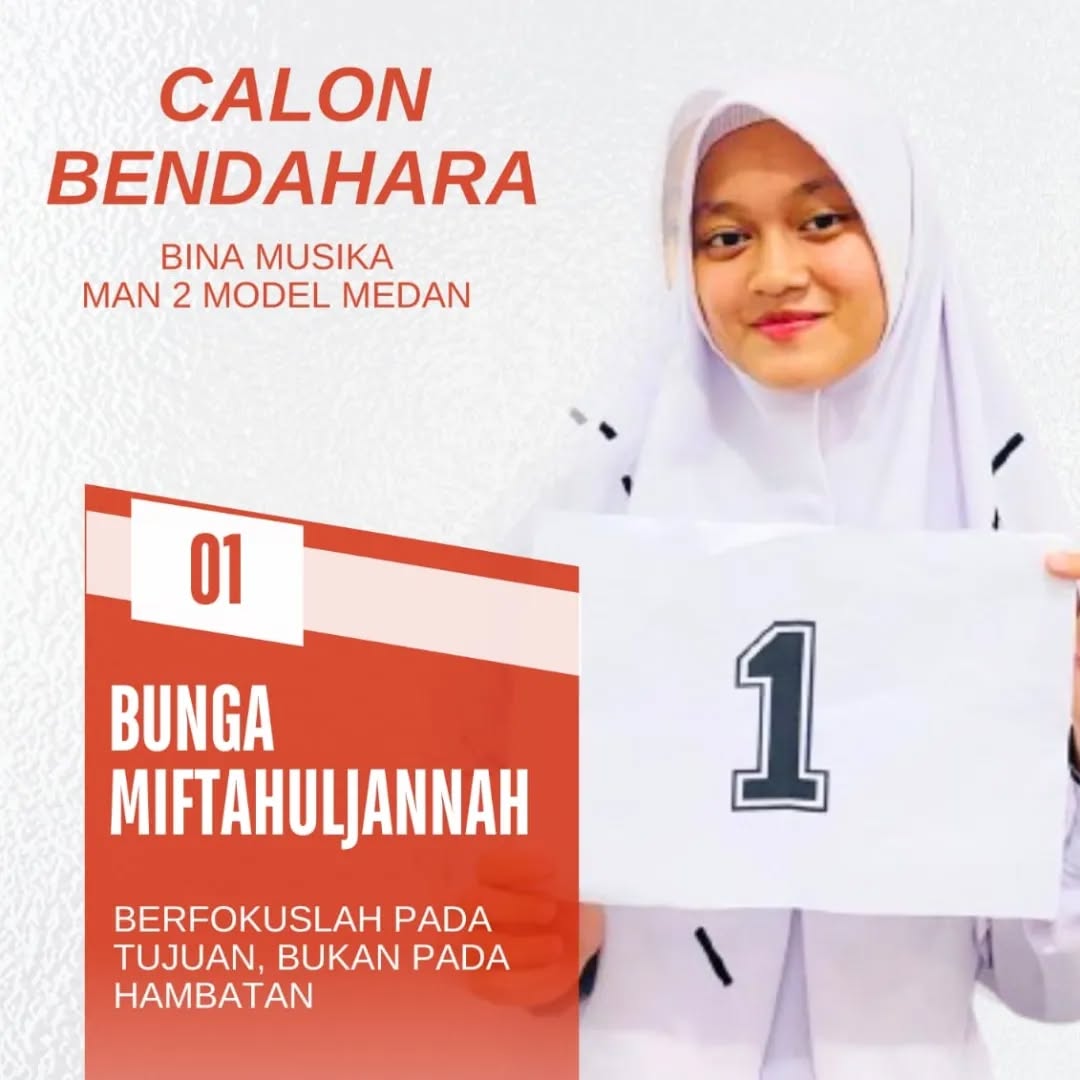 CALON
BENDAHARA
BINA MUSIKA
MAN 2 MODEL MEDAN
01
BUNGA
MIFTAHULJANNAH
BERFOKUSLAH PADA
TUJUAN, BUKAN PADA
HAMBATAN
1